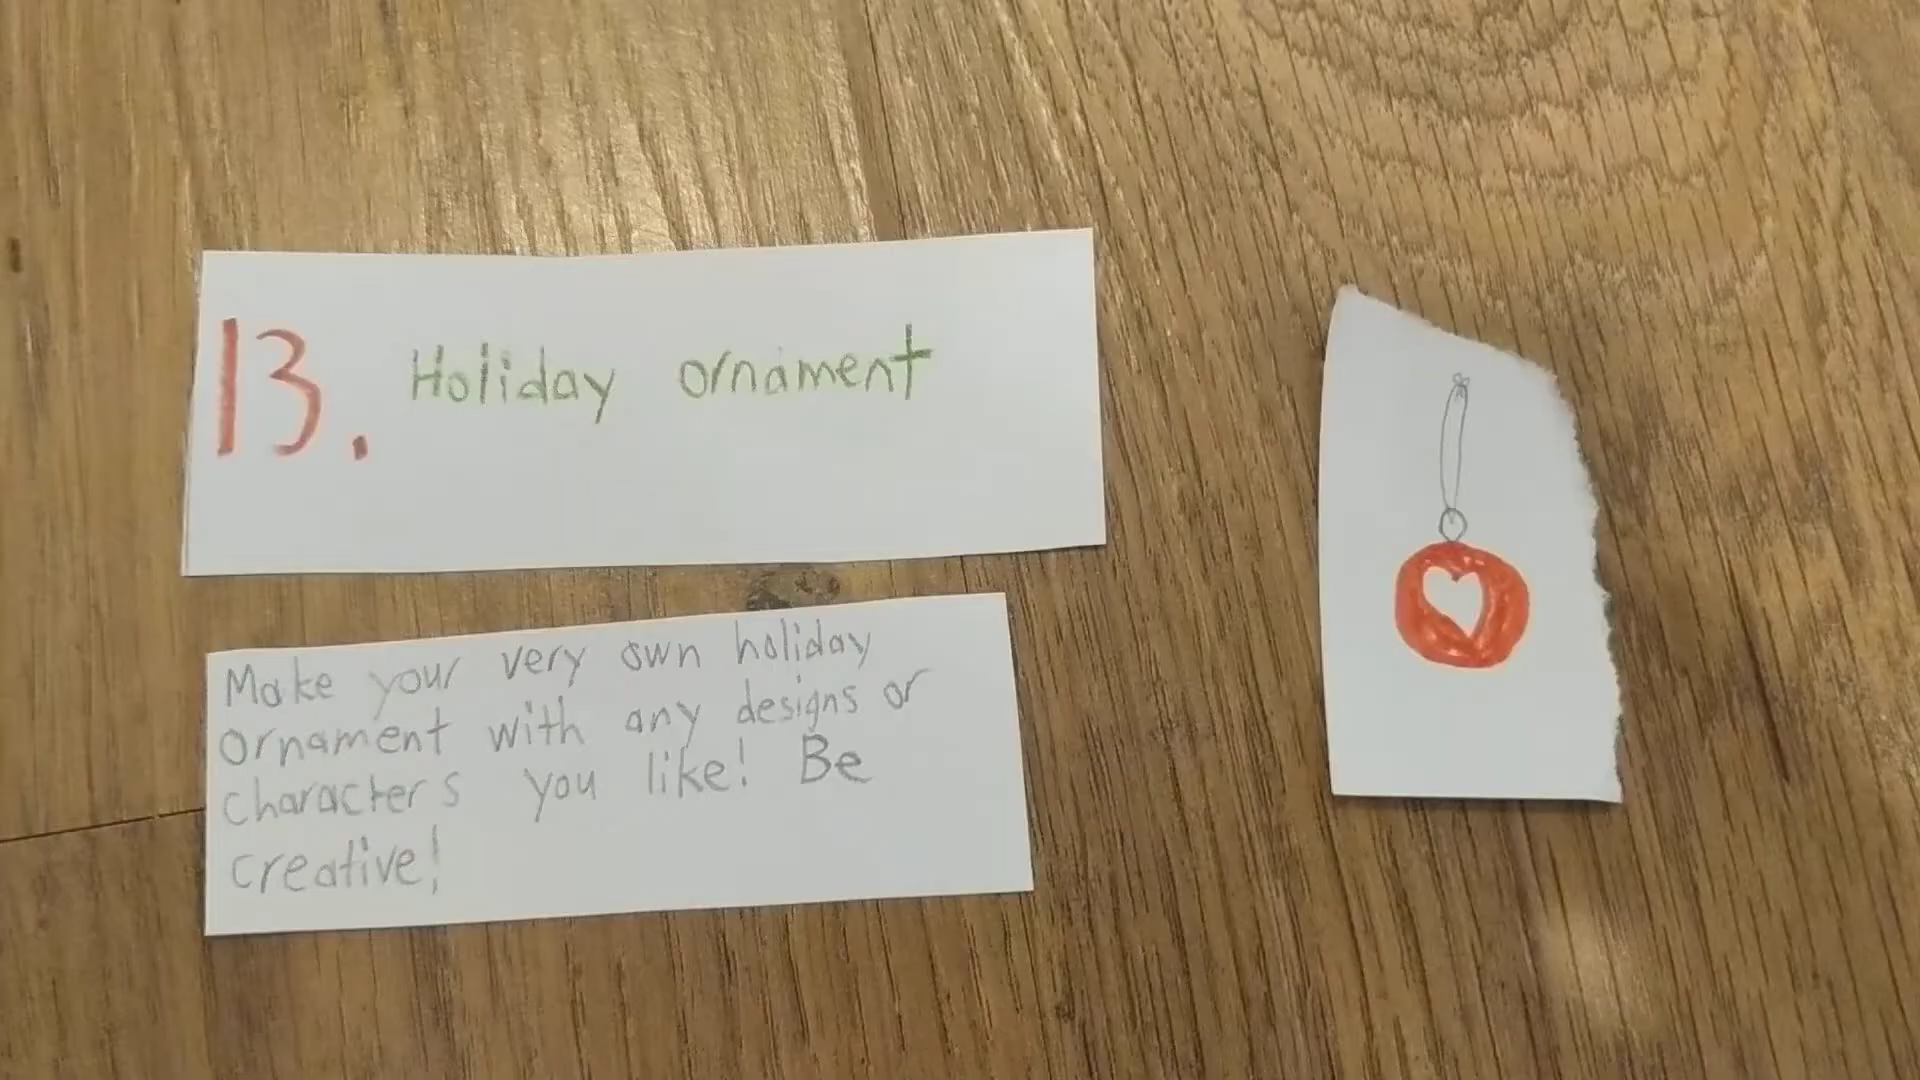 13. Holiday ornament
Make your very own holiday
ornament with any designs or
characters you like! Be
creative!